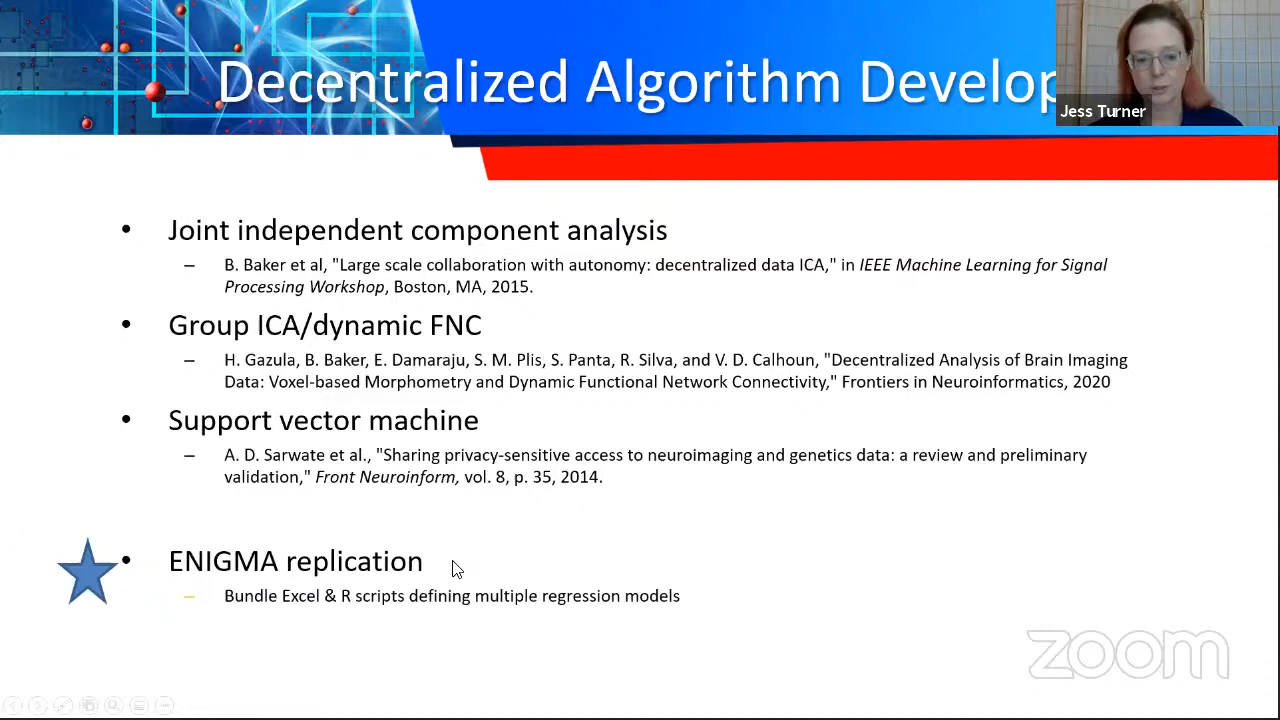 Decentralized Algorithm Develop
Jess Turner
• Joint independent component analysis
– B. Baker et al, "Large scale collaboration with autonomy: decentralized data ICA," in IEEE Machine Learning for Signal
Processing Workshop, Boston, MA, 2015.
• Group ICA/dynamic FNC
– H. Gazula, B. Baker, E. Damaraju, S. M. Plis, S. Panta, R. Silva, and V. D. Calhoun, "Decentralized Analysis of Brain Imaging
Data: Voxel-based Morphometry and Dynamic Functional Network Connectivity," Frontiers in Neuroinformatics, 2020
• Support vector machine
– A. D. Sarwate et al., "Sharing privacy-sensitive access to neuroimaging and genetics data: a review and preliminary
validation," Front Neuroinform, vol. 8, p. 35, 2014.
• ENIGMA replication
– Bundle Excel & R scripts defining multiple regression models
zoom